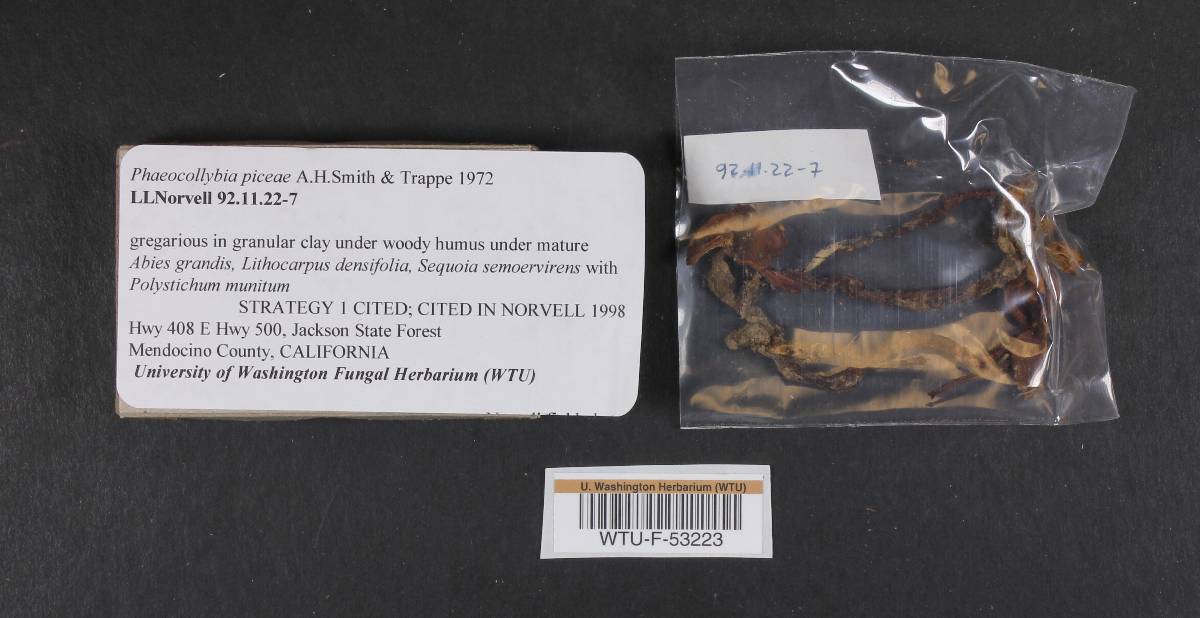 Phaeocollybia piceae A.H.Smith & Trappe 1972
LLNorvell 92.11.22-7
gregarious in granular clay under woody humus under mature
Abies grandis, Lithocarpus densifolia, Sequoia semoervirens with
Polystichum munitum
STRATEGY 1 CITED; CITED IN NORVELL 1998
Hwy 408 E Hwy 500, Jackson State Forest
Mendocino County, CALIFORNIA
University of Washington Fungal Herbarium (WTU)
92.11.22-7
U. Washington Herbarium (WTU)
WTU-F-53223